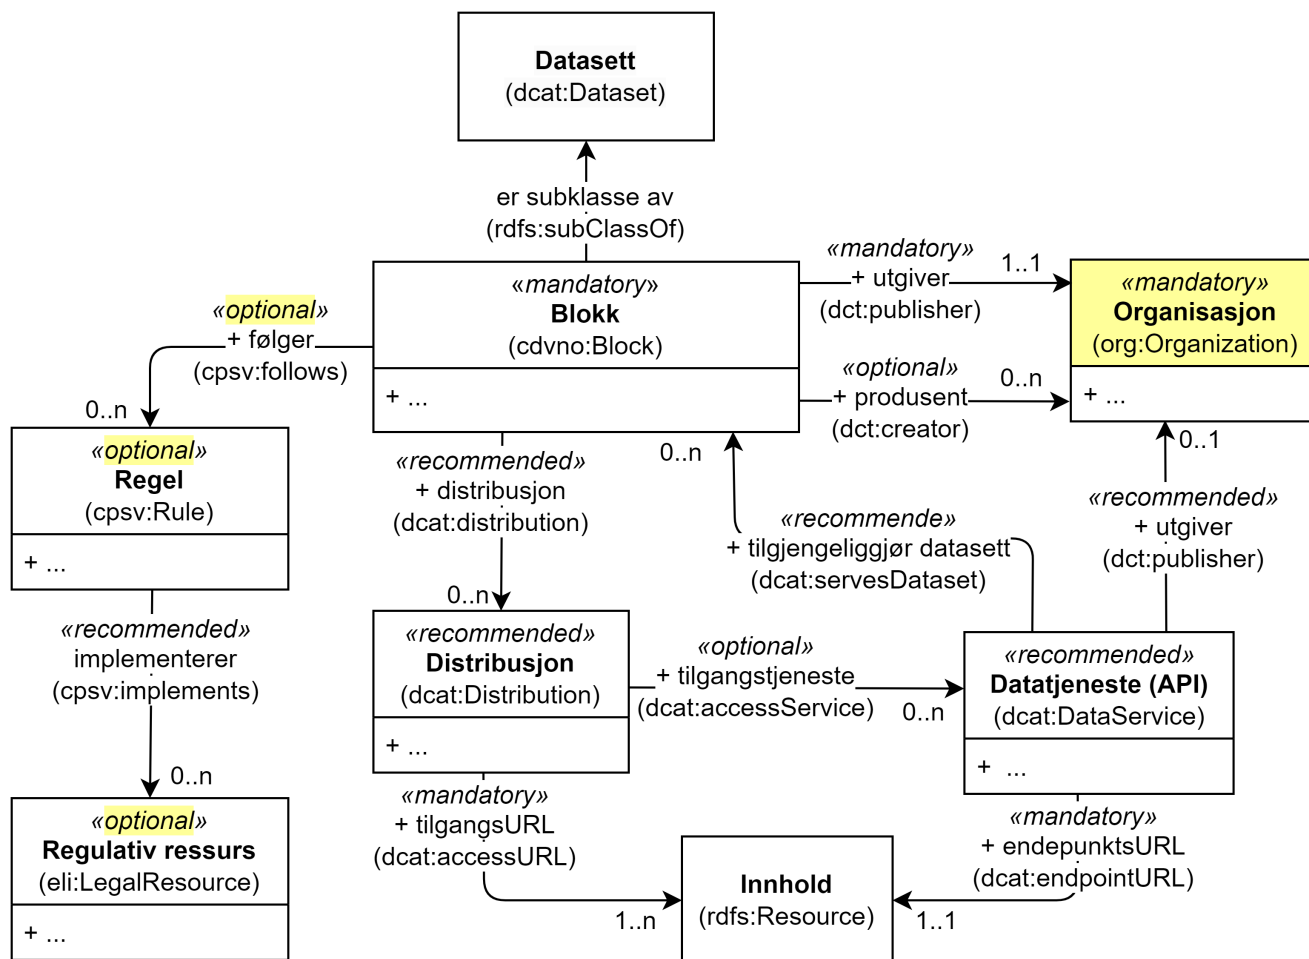 Datasett
(dcat:Dataset)
er subklasse av
(rdfs:subClassOf)
«mandatory»
Blokk
(cdvno:Block)
+ ...
«mandatory»
+ utgiver
(dct:publisher)
1..1
«optional»
+ produsent
(dct:creator)
0..n
«mandatory»
Organisasjon
(org:Organization)
+ ...
«optional»
+ følger
(cpsv:follows)
0..n
«optional»
Regel
(cpsv:Rule)
+ ...
«recommended»
implementerer
(cpsv:implements)
0..n
«optional»
Regulativ ressurs
(eli:LegalResource)
+ ...
«recommended»
+ distribusjon
(dcat:distribution)
0..n
0..n
«recommende»
+ tilgjengeliggjør datasett
(dcat:servesDataset)
0..1
«recommended»
+ utgiver
(dct:publisher)
«recommended»
Distribusjon
(dcat:Distribution)
+ ...
«optional»
+ tilgangstjeneste
(dcat:accessService)
0..n
«recommended»
Datatjeneste (API)
(dcat:DataService)
+ ...
«mandatory»
+ tilgangsURL
(dcat:accessURL)
1..n
«mandatory»
+ endepunktsURL
(dcat:endpointURL)
1..1
Innhold
(rdfs:Resource)